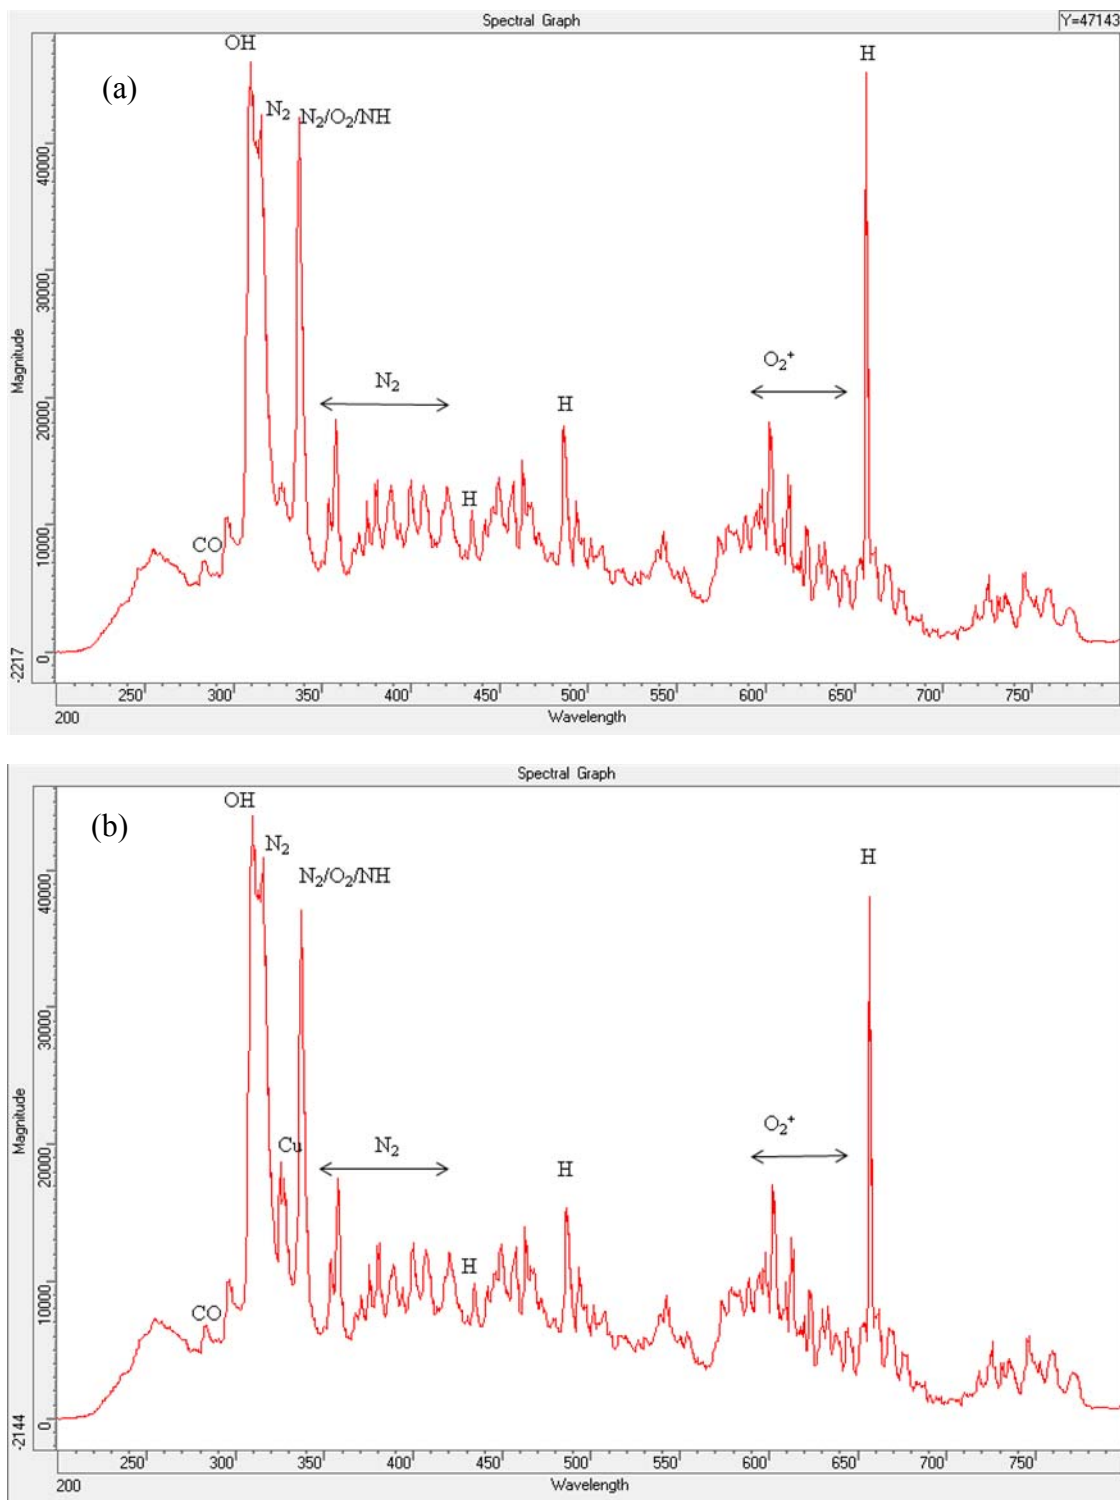 Spectral Graph
Y=47143
(a)
OH
H
N₂
N₂/O₂/NH
O₂⁺
N₂
H
H
CO
Magnitude
40000
30000
20000
10000
0
-2217
250 300 350 400 450 500 550 600 650 700 750
200
Wavelength
Spectral Graph
(b)
OH
N₂
H
N₂/O₂/NH
O₂⁺
Cu
N₂
H
H
CO
Magnitude
40000
30000
20000
10000
0
-2144
250 300 350 400 450 500 550 600 650 700 750
200
Wavelength